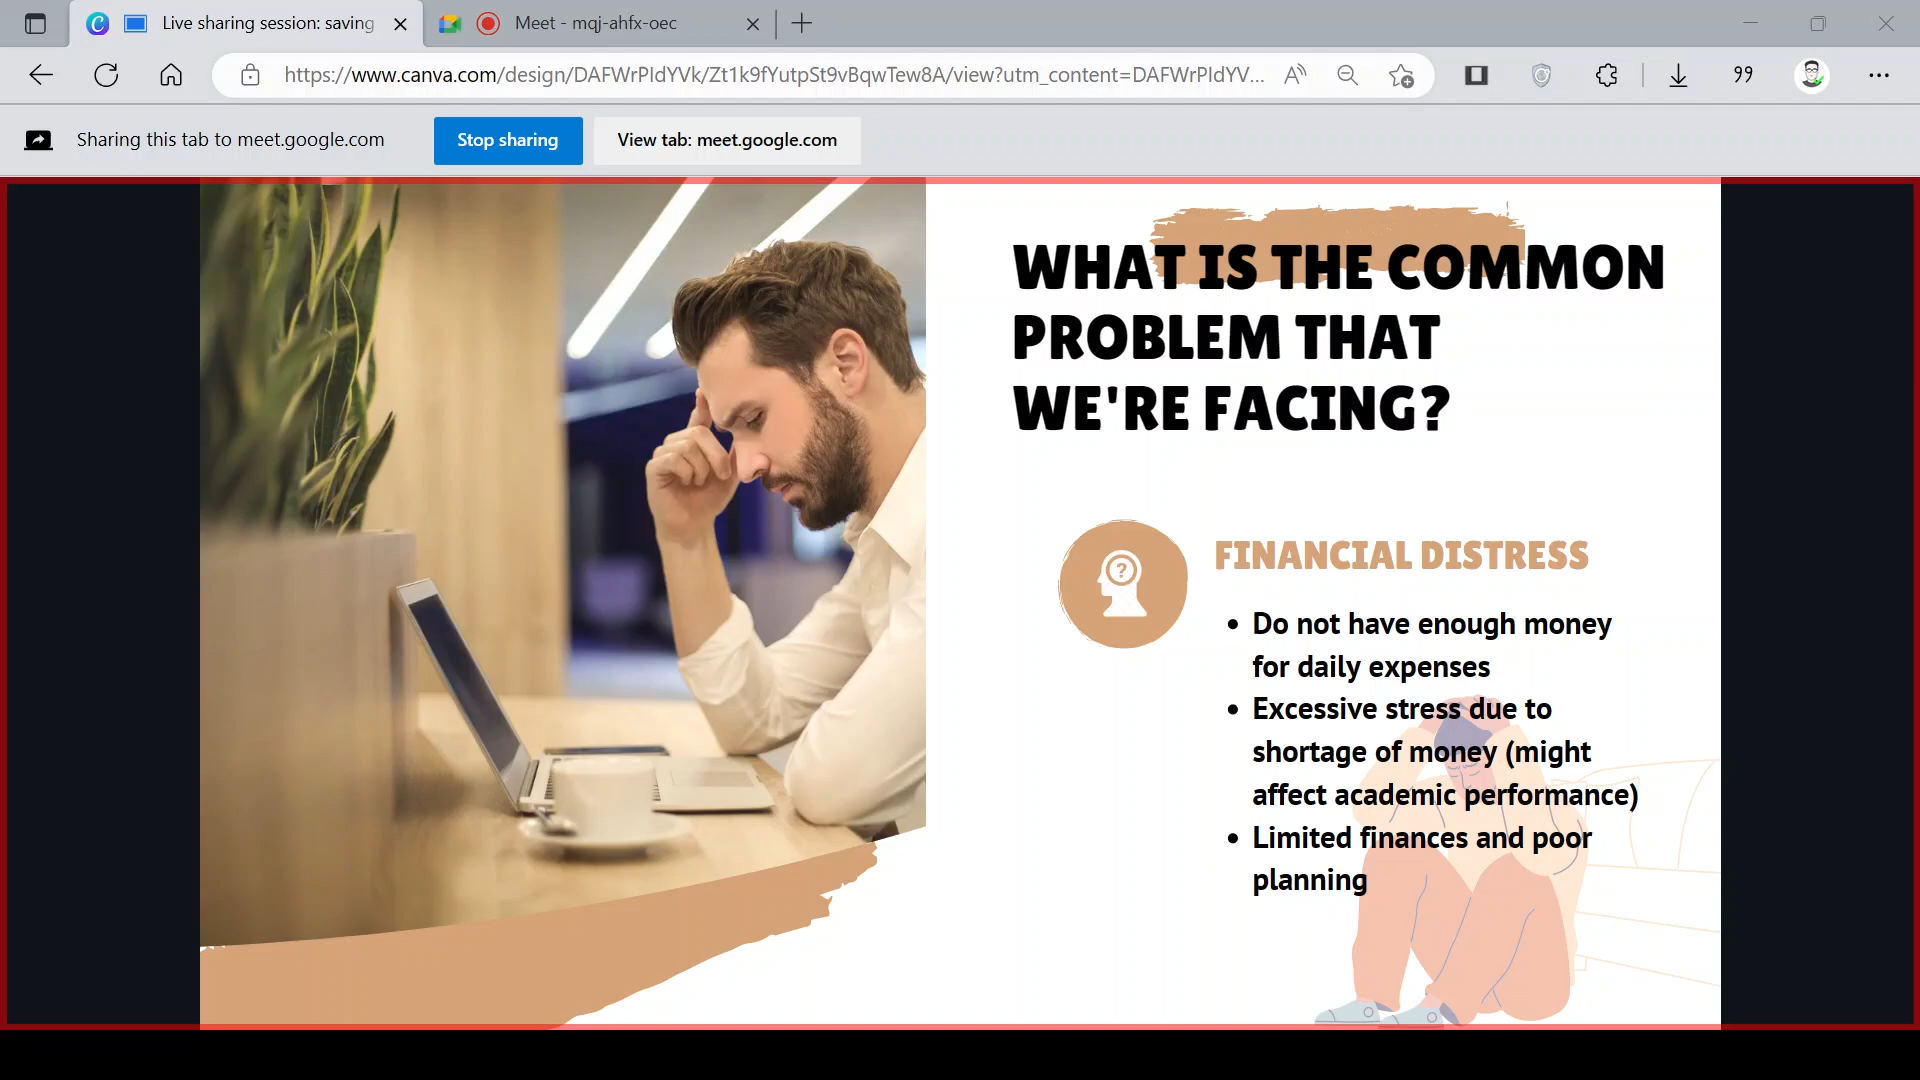 Live sharing session: saving
Meet - mqj-ahfx-oec
https://www.canva.com/design/DAFWrPIdYVk/Zt1k9fYutpSt9vBqwTew8A/view?utm_content=DAFWrPIdYV...
Sharing this tab to meet.google.com
Stop sharing
View tab: meet.google.com
WHAT IS THE COMMON
PROBLEM THAT
WE'RE FACING?
?
FINANCIAL DISTRESS
• Do not have enough money
for daily expenses
• Excessive stress due to
shortage of money (might
affect academic performance)
• Limited finances and poor
planning